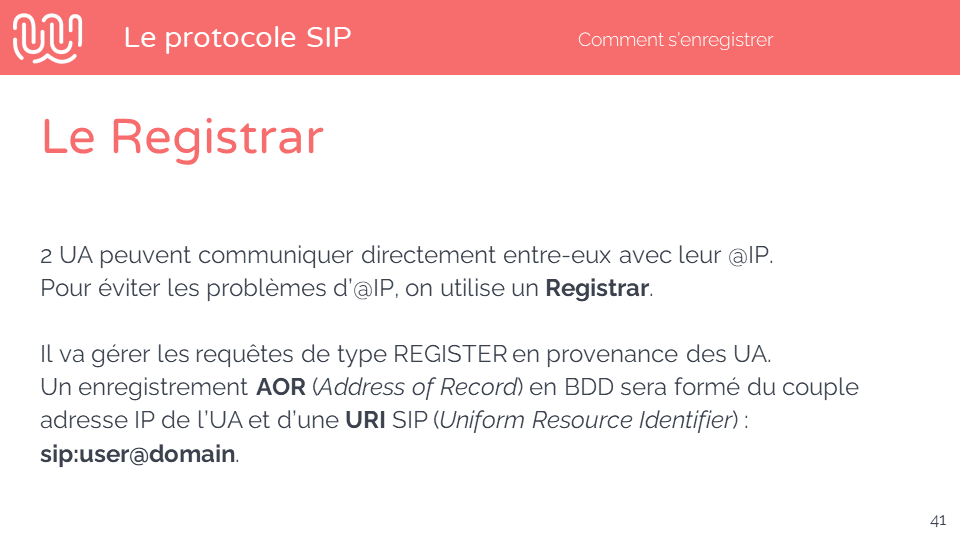 Le protocole SIP
Comment s'enregistrer
Le Registrar
2 UA peuvent communiquer directement entre-eux avec leur @IP.
Pour éviter les problèmes d'@IP, on utilise un Registrar.
Il va gérer les requêtes de type REGISTER en provenance des UA.
Un enregistrement AOR (Address of Record) en BDD sera formé du couple
adresse IP de l'UA et d'une URI SIP (Uniform Resource Identifier) :
sip:user@domain.
41